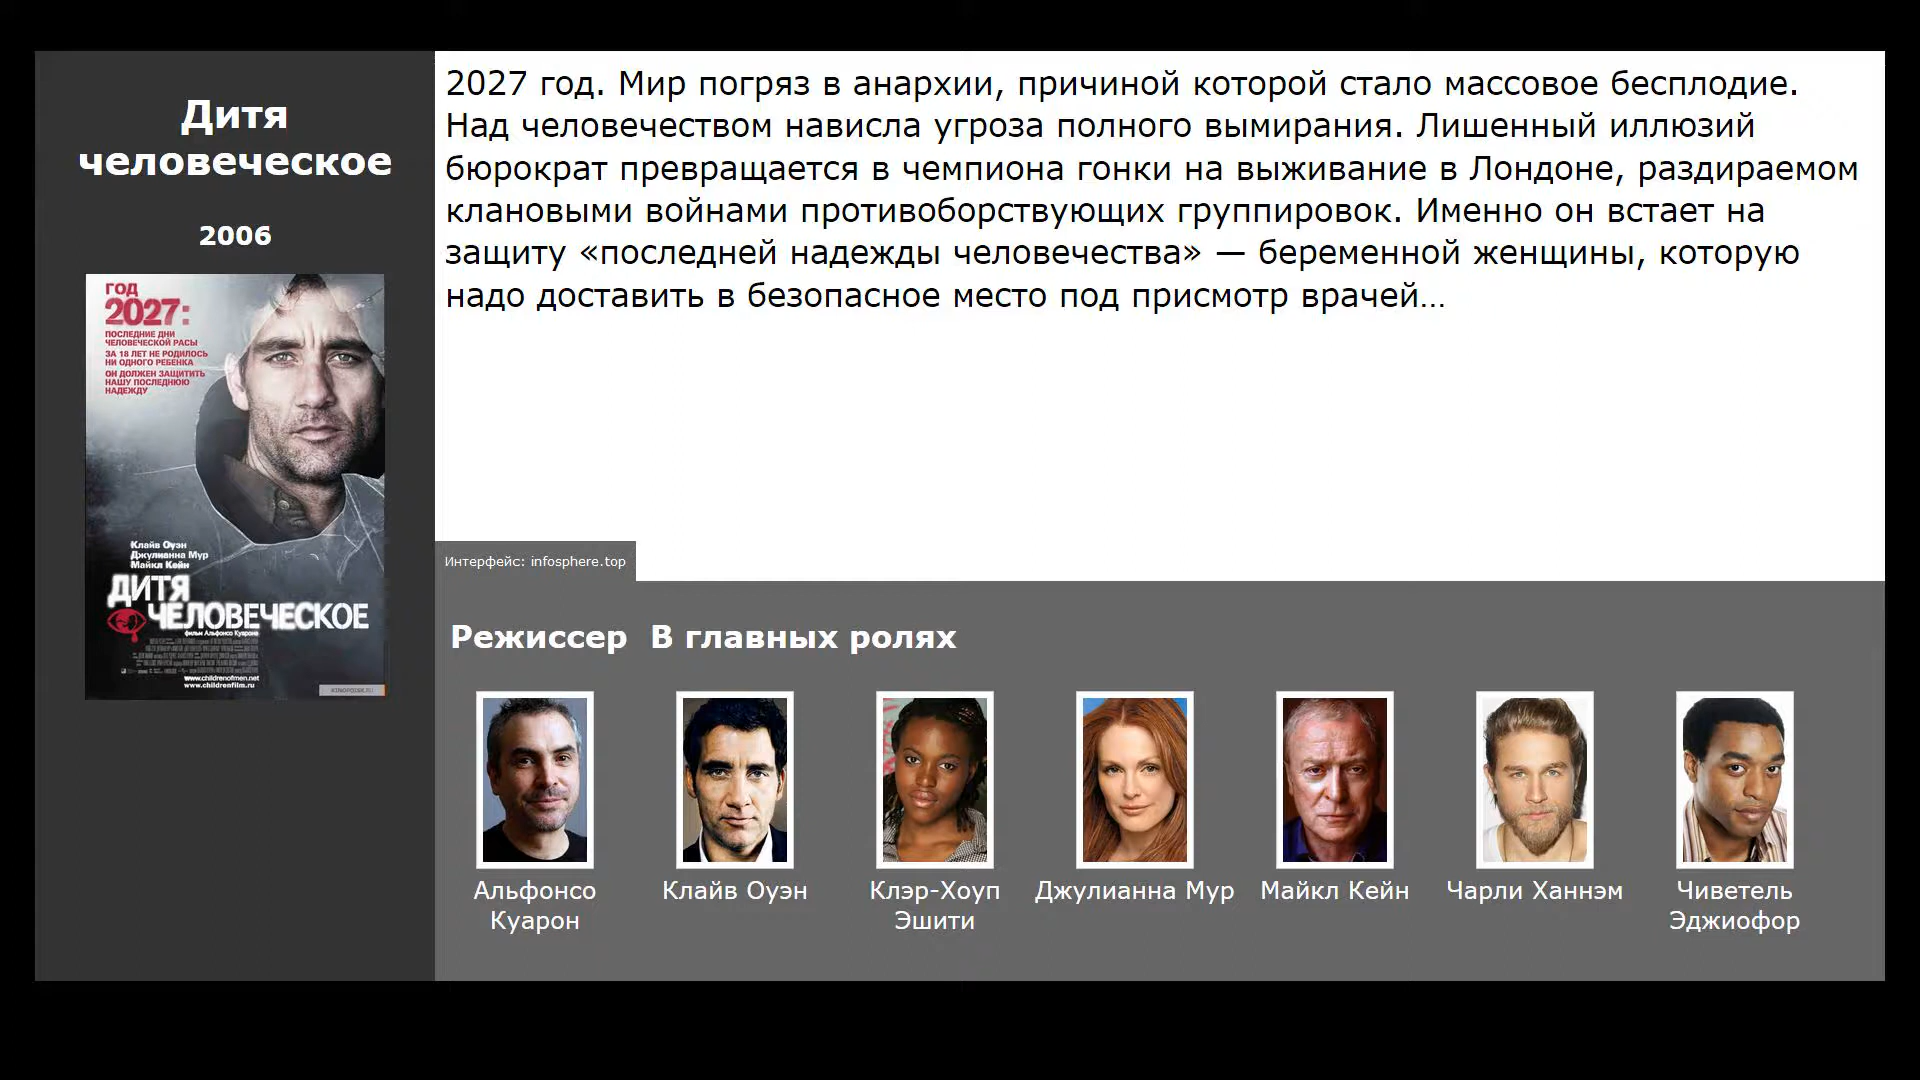 Дитя
человеческое
2006
ГОД
2027:
ПОСЛЕДНИЕ ДНИ
ЧЕЛОВЕЧЕСКОЙ РАСЫ
ЗА 18 ЛЕТ НЕ РОДИЛОСЬ
НИ ОДНОГО РЕБЕНКА
ОН ДОЛЖЕН ЗАЩИТИТЬ
НАШУ ПОСЛЕДНЮЮ
НАДЕЖДУ
Клайв Оуэн
Джулианна Мур
Майкл Кейн
ДИТЯ
ЧЕЛОВЕЧЕСКОЕ
фильм Альфонсо Куарона
www.childrenofmen.net
www.childrenfilm.ru
KINOPOISK.RU
2027 год. Мир погряз в анархии, причиной которой стало массовое бесплодие.
Над человечеством нависла угроза полного вымирания. Лишенный иллюзий
бюрократ превращается в чемпиона гонки на выживание в Лондоне, раздираемом
клановыми войнами противоборствующих группировок. Именно он встает на
защиту «последней надежды человечества» — беременной женщины, которую
надо доставить в безопасное место под присмотр врачей…
Интерфейс: infosphere.top
Режиссер В главных ролях
Альфонсо
Куарон
Клайв Оуэн
Клэр-Хоуп
Эшити
Джулианна Мур
Майкл Кейн
Чарли Ханнэм
Чиветель
Эджиофор